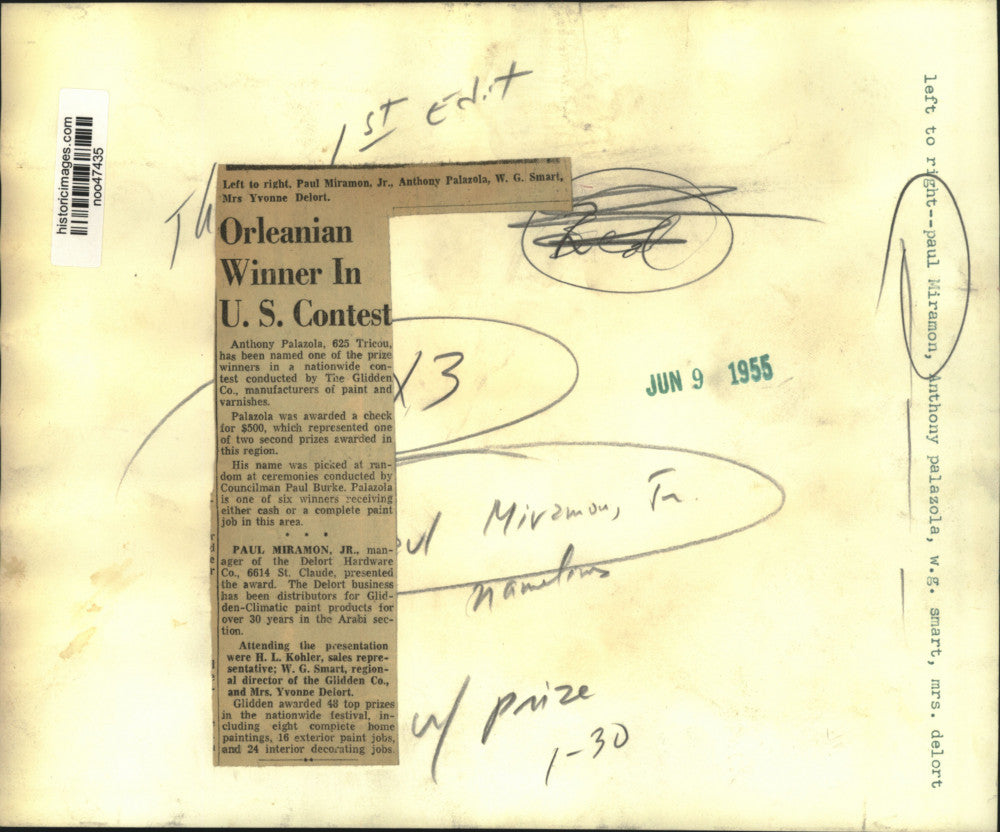 historicimages.com
noo47435
1st Edit
Left to right, Paul Miramon, Jr., Anthony Palazola, W. G. Smart,
Mrs Yvonne Delort.
Orleanian
Winner In
U. S. Contest
Anthony Palazola, 625 Tricou,
has been named one of the prize
winners in a nationwide con-
test conducted by The Glidden
Co., manufacturers of paint and
varnishes.
Palazola was awarded a check
for $500, which represented one
of two second prizes awarded in
this region.
His name was picked at ran-
dom at ceremonies conducted by
Councilman Paul Burke. Palazola
is one of six winners receiving
either cash or a complete paint
job in this area.
* * *
PAUL MIRAMON, JR., man-
ager of the Delort Hardware
Co., 6614 St. Claude, presented
the award. The Delort business
has been distributors for Glid-
den-Climatic paint products for
over 30 years in the Arabi sec-
tion.
Attending the presentation
were H. L. Kohler, sales repre-
sentative; W. G. Smart, region-
al director of the Glidden Co.,
and Mrs. Yvonne Delort.
Glidden awarded 48 top prizes
in the nationwide festival, in-
cluding eight complete home
paintings, 16 exterior paint jobs,
and 24 interior decorating jobs.
x3
JUN 9 1955
Miramon, Jr.
w/ prize
1-30
left to right--paul Miramon, Anthony palazola, w.g. smart, mrs. delort